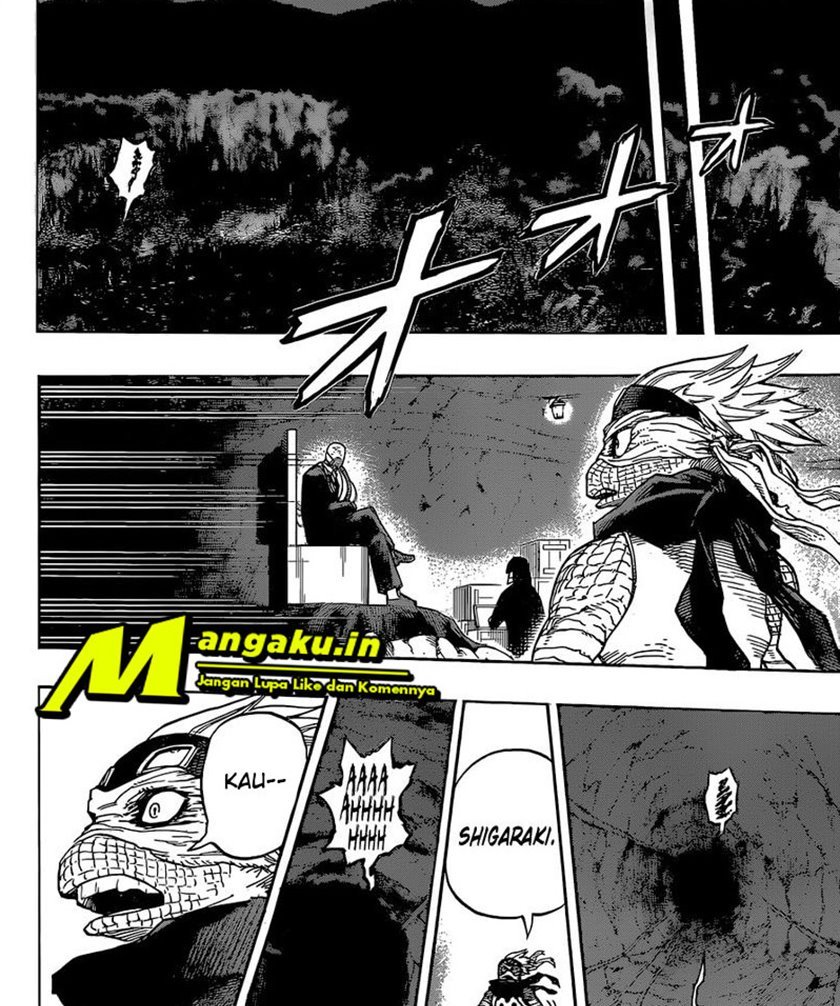 Mangaku.in
Jangan Lupa Like dan Komennya
KAU--
AAAA
AHHHH
HHHH
SHIGARAKI.